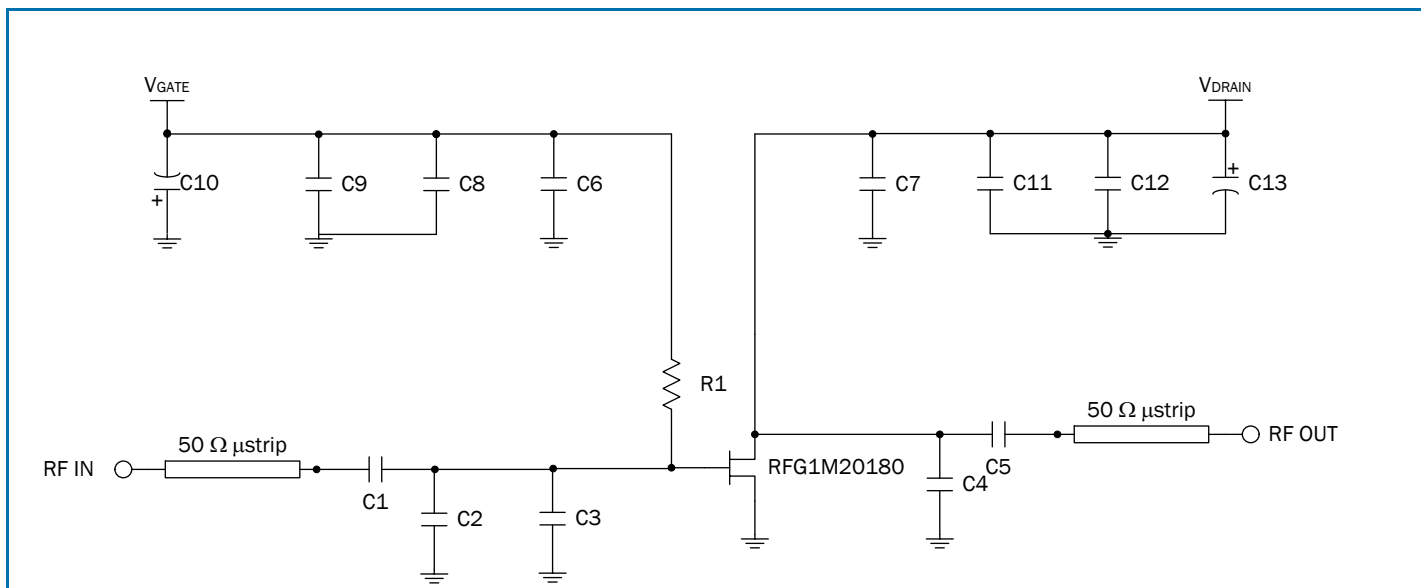 VGATE
VDRAIN
C10
+
C9
C8
C6
C7
C11
C12
+
C13
R1
50 Ω μstrip
RF IN
C1
C2
C3
RFG1M20180
C4
C5
50 Ω μstrip
RF OUT